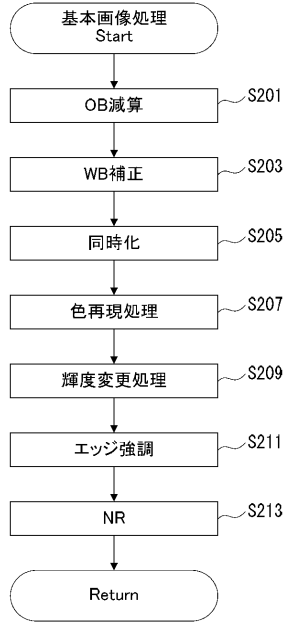 基本画像処理
Start
OB減算
S201
WB補正
S203
同時化
S205
色再現処理
S207
輝度変更処理
S209
エッジ強調
S211
NR
S213
Return